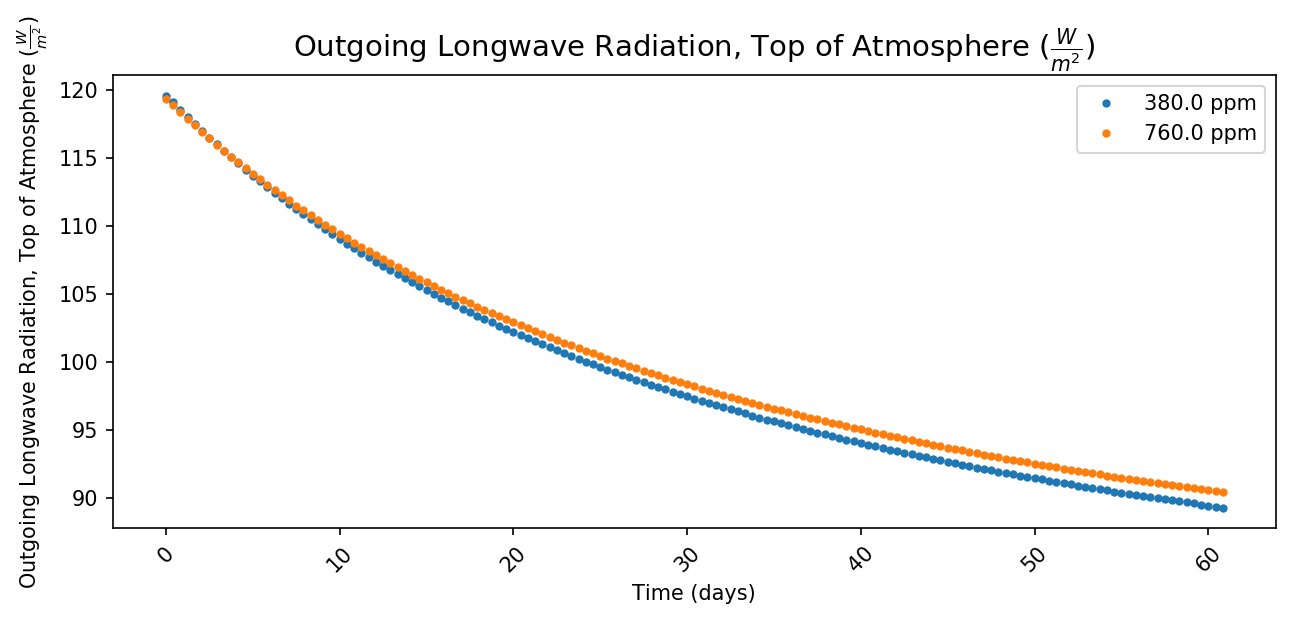 Outgoing Longwave Radiation, Top of Atmosphere (W/m²)
Outgoing Longwave Radiation, Top of Atmosphere (W/m²)
120
115
110
105
100
95
90
380.0 ppm
760.0 ppm
0
10
20
30
40
50
60
Time (days)